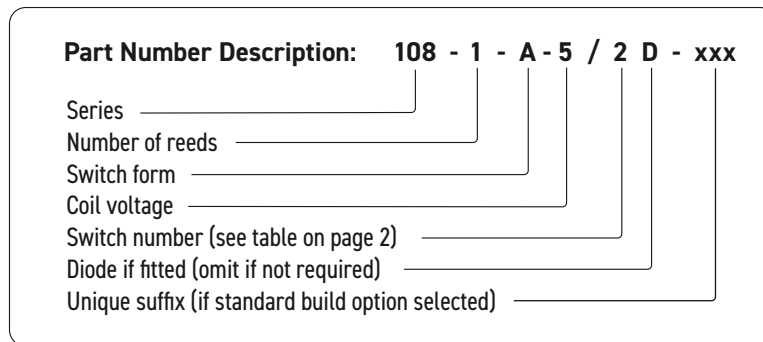 Part Number Description: 108 - 1 - A - 5 / 2 D - xxx
Series
Number of reeds
Switch form
Coil voltage
Switch number (see table on page 2)
Diode if fitted (omit if not required)
Unique suffix (if standard build option selected)